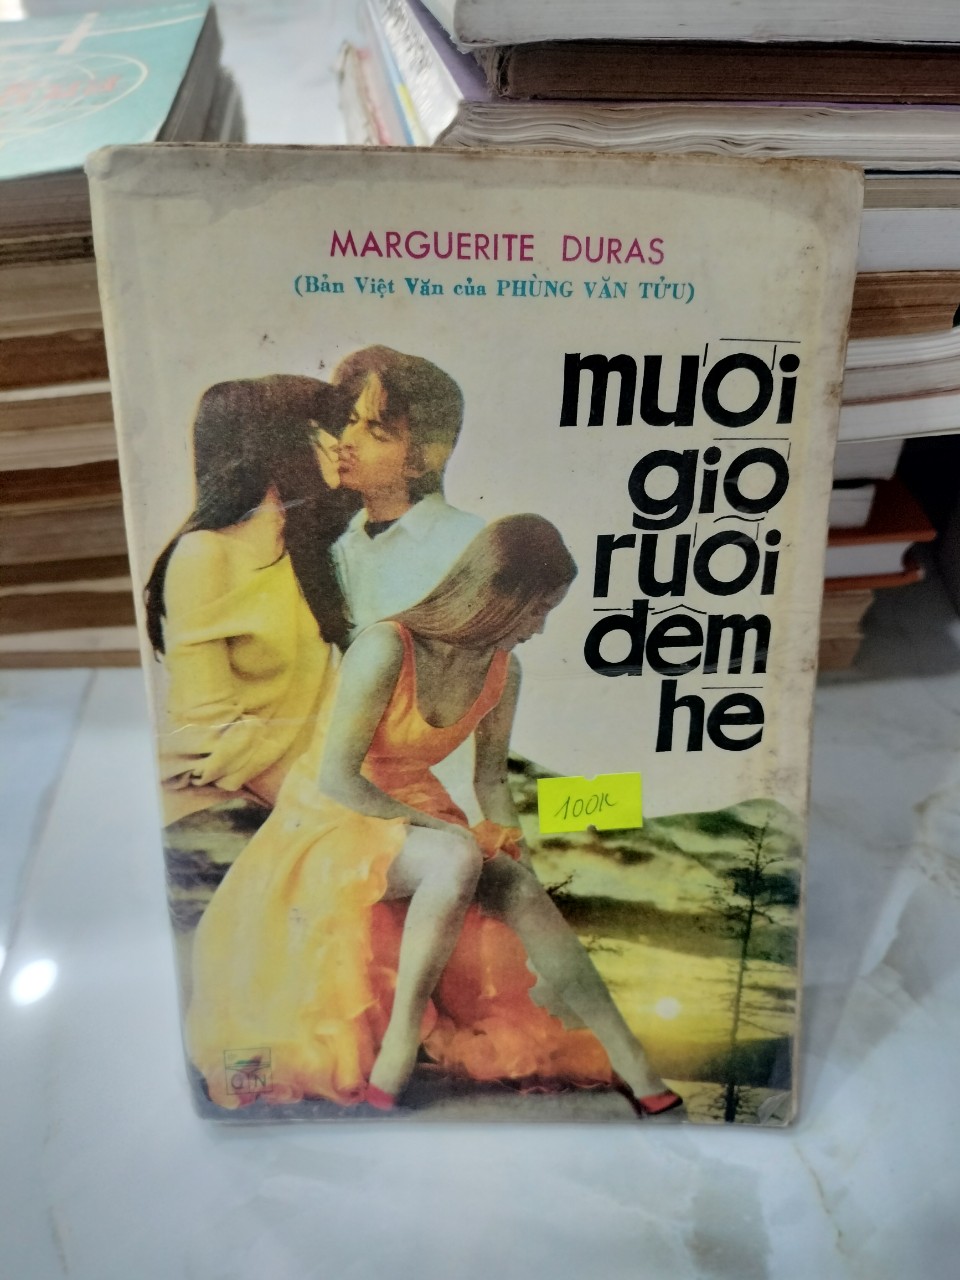 MARGUERITE DURAS
(Bản Việt Văn của PHÙNG VĂN TỬU)
mười
giờ
rưỡi
đêm
hè
100K